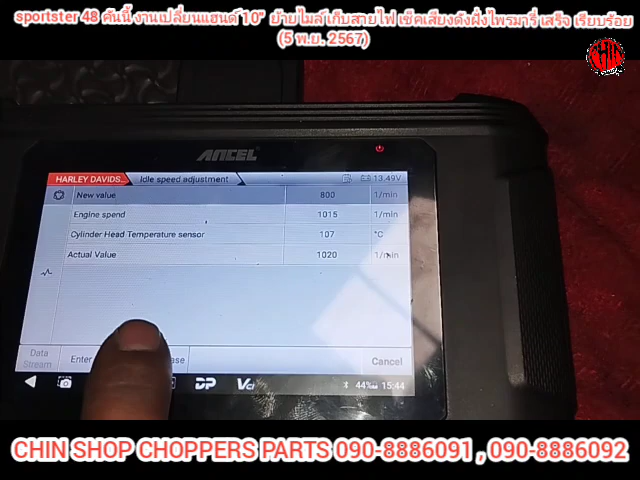 sportster 48 คันนี้ งานเปลี่ยนแฮนด์ 10" ย้ายไมล์ เก็บสายไฟ เช็คเสียงดังฝั่งไพรมารี่ เสร็จ เรียบร้อย
(5 พ.ย. 2567)
ANCEL
HARLEY DAVIDS... Idle speed adjustment 13.49V
New value 800 1/min
Engine spend 1015 1/min
Cylinder Head Temperature sensor 107 °C
Actual Value 1020 1/min
Data Stream Enter Cancel
DP VCI 44% 15:44
CHIN SHOP CHOPPERS PARTS 090-8886091 , 090-8886092